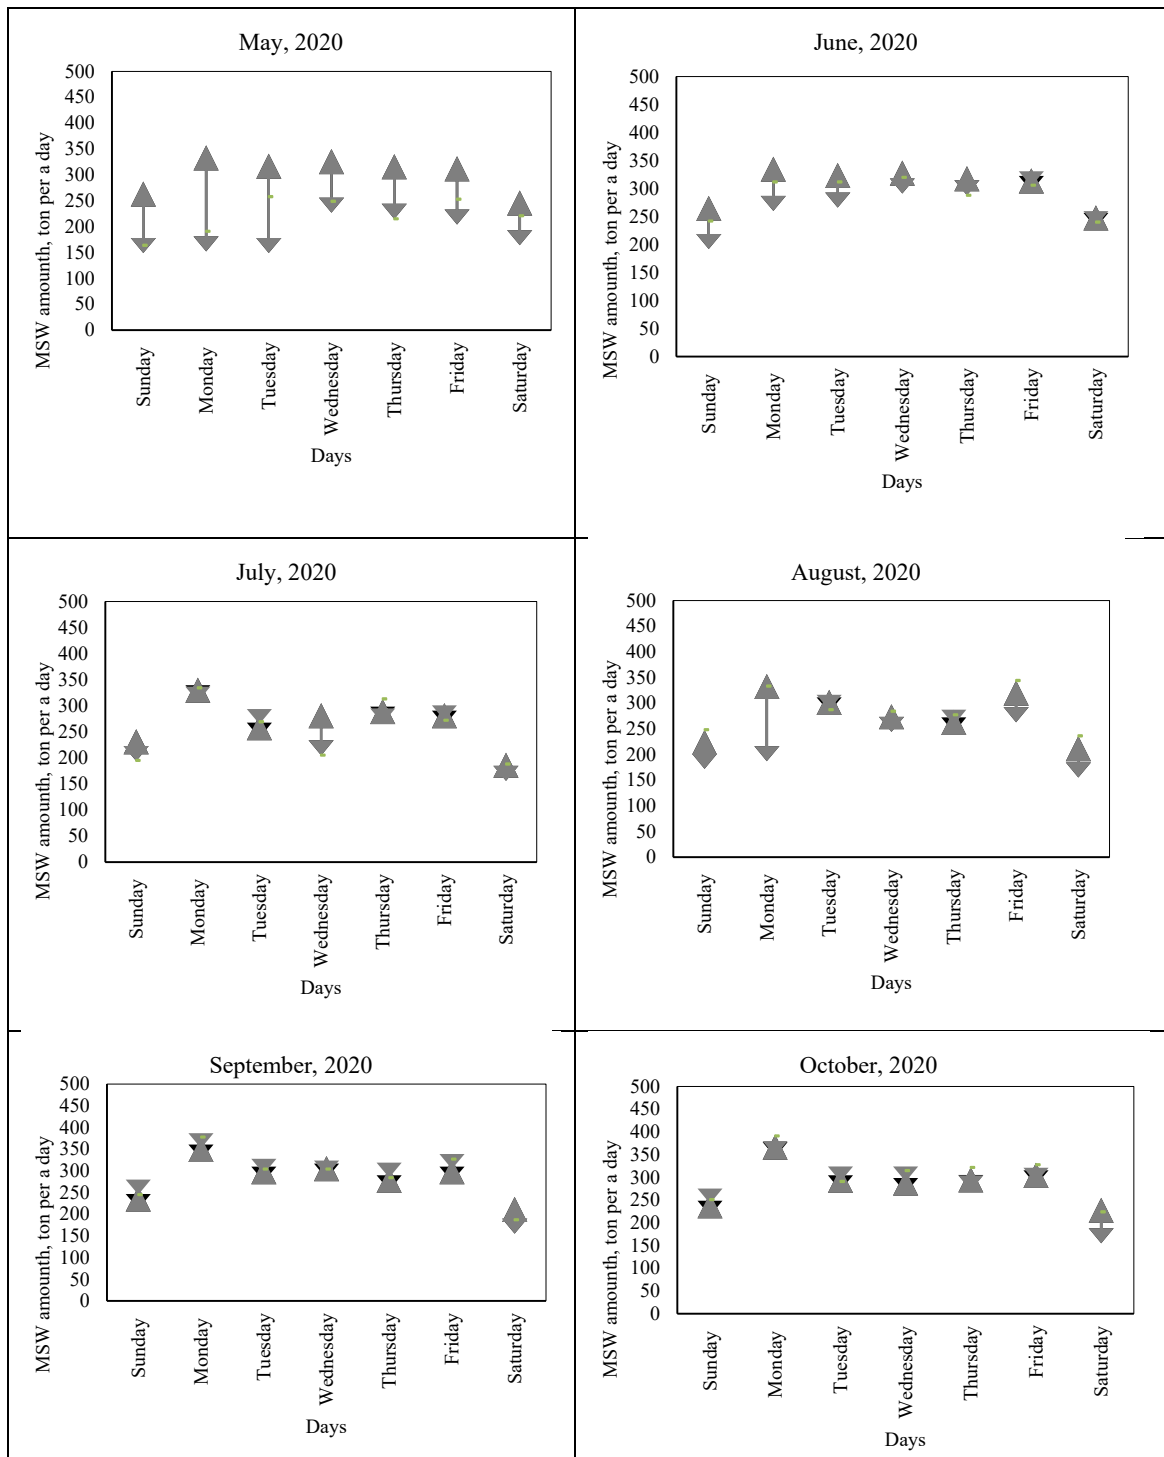 May, 2020
MSW amounth, ton per a day
500
450
400
350
300
250
200
150
100
50
0
Sunday
Monday
Tuesday
Wednesday
Thursday
Friday
Saturday
Days
June, 2020
MSW amounth, ton per a day
500
450
400
350
300
250
200
150
100
50
0
Sunday
Monday
Tuesday
Wednesday
Thursday
Friday
Saturday
Days
July, 2020
MSW amounth, ton per a day
500
450
400
350
300
250
200
150
100
50
0
Sunday
Monday
Tuesday
Wednesday
Thursday
Friday
Saturday
Days
August, 2020
MSW amounth, ton per a day
500
450
400
350
300
250
200
150
100
50
0
Sunday
Monday
Tuesday
Wednesday
Thursday
Friday
Saturday
Days
September, 2020
MSW amounth, ton per a day
500
450
400
350
300
250
200
150
100
50
0
Sunday
Monday
Tuesday
Wednesday
Thursday
Friday
Saturday
Days
October, 2020
MSW amounth, ton per a day
500
450
400
350
300
250
200
150
100
50
0
Sunday
Monday
Tuesday
Wednesday
Thursday
Friday
Saturday
Days